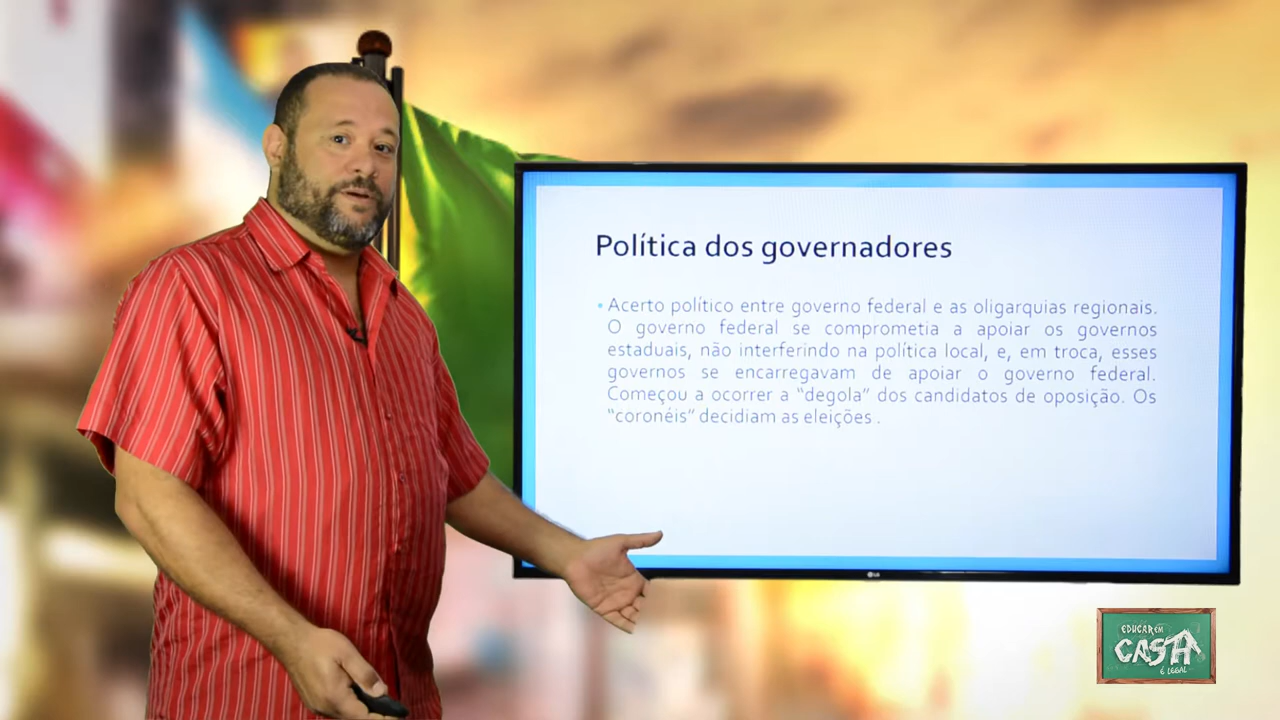 Política dos governadores
• Acerto político entre governo federal e as oligarquias regionais.
O governo federal se comprometia a apoiar os governos
estaduais, não interferindo na política local, e, em troca, esses
governos se encarregavam de apoiar o governo federal.
Começou a ocorrer a “degola” dos candidatos de oposição. Os
“coronéis” decidiam as eleições .
LG
EDUCAR EM
CASA
É LEGAL